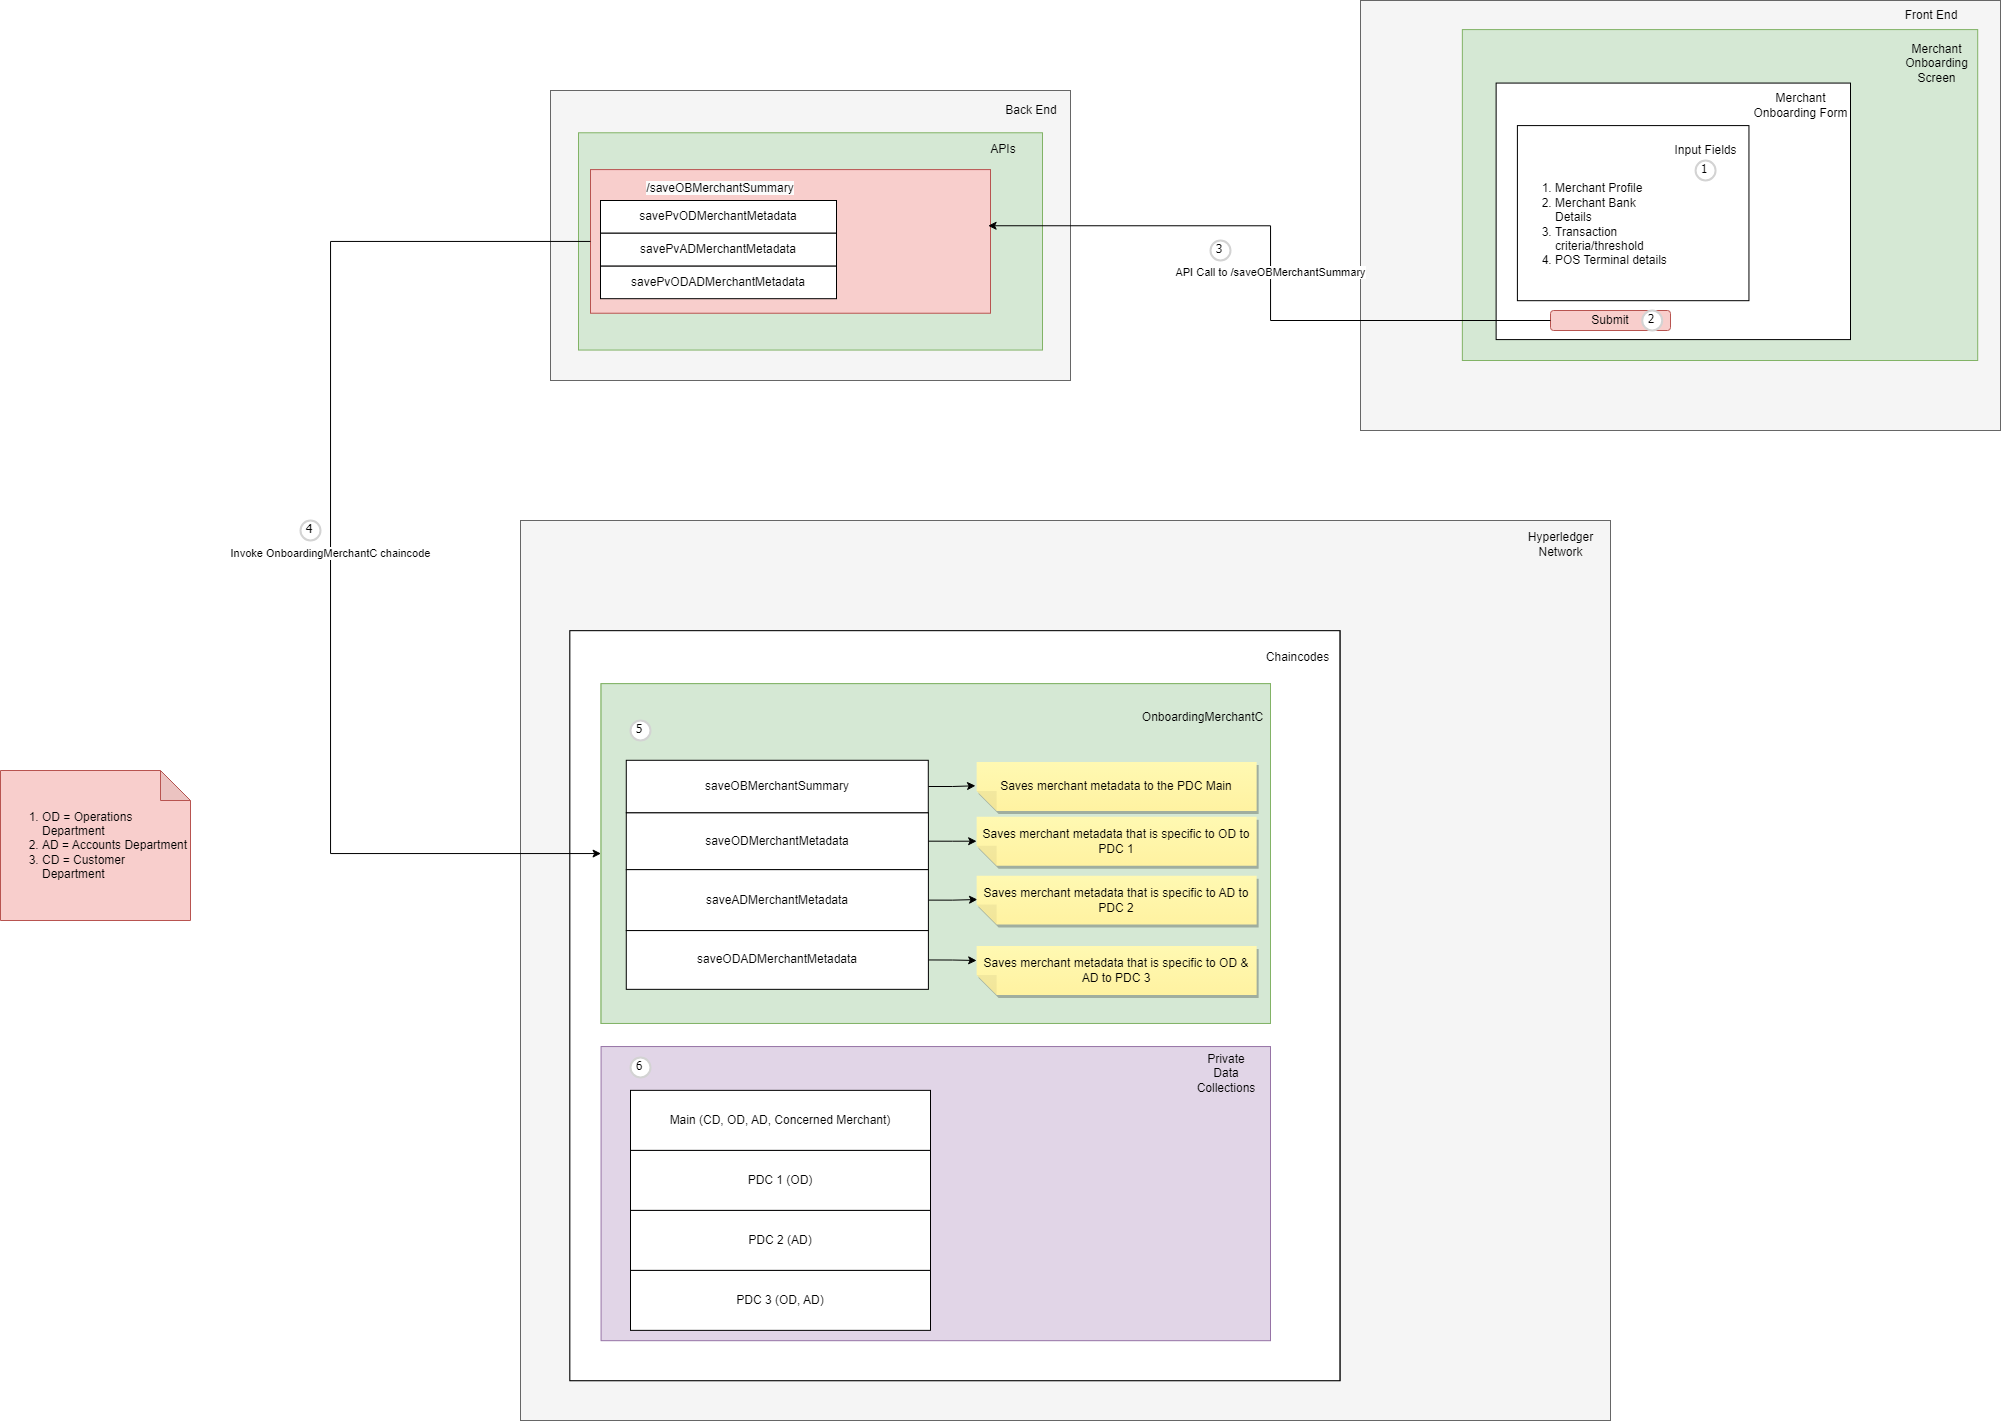 Front End
Merchant
Onboarding
Screen
Merchant
Onboarding Form
Input Fields
1
1. Merchant Profile
2. Merchant Bank
Details
3. Transaction
criteria/threshold
4. POS Terminal details
Submit
2
Back End
APIs
/saveOBMerchantSummary
savePvODMerchantMetadata
savePvADMerchantMetadata
savePvODADMerchantMetadata
3
API Call to /saveOBMerchantSummary
4
Invoke OnboardingMerchantC chaincode
Hyperledger
Network
Chaincodes
OnboardingMerchantC
5
saveOBMerchantSummary
Saves merchant metadata to the PDC Main
saveODMerchantMetadata
Saves merchant metadata that is specific to OD to
PDC 1
saveADMerchantMetadata
Saves merchant metadata that is specific to AD to
PDC 2
saveODADMerchantMetadata
Saves merchant metadata that is specific to OD &
AD to PDC 3
1. OD = Operations
Department
2. AD = Accounts Department
3. CD = Customer
Department
6
Private
Data
Collections
Main (CD, OD, AD, Concerned Merchant)
PDC 1 (OD)
PDC 2 (AD)
PDC 3 (OD, AD)